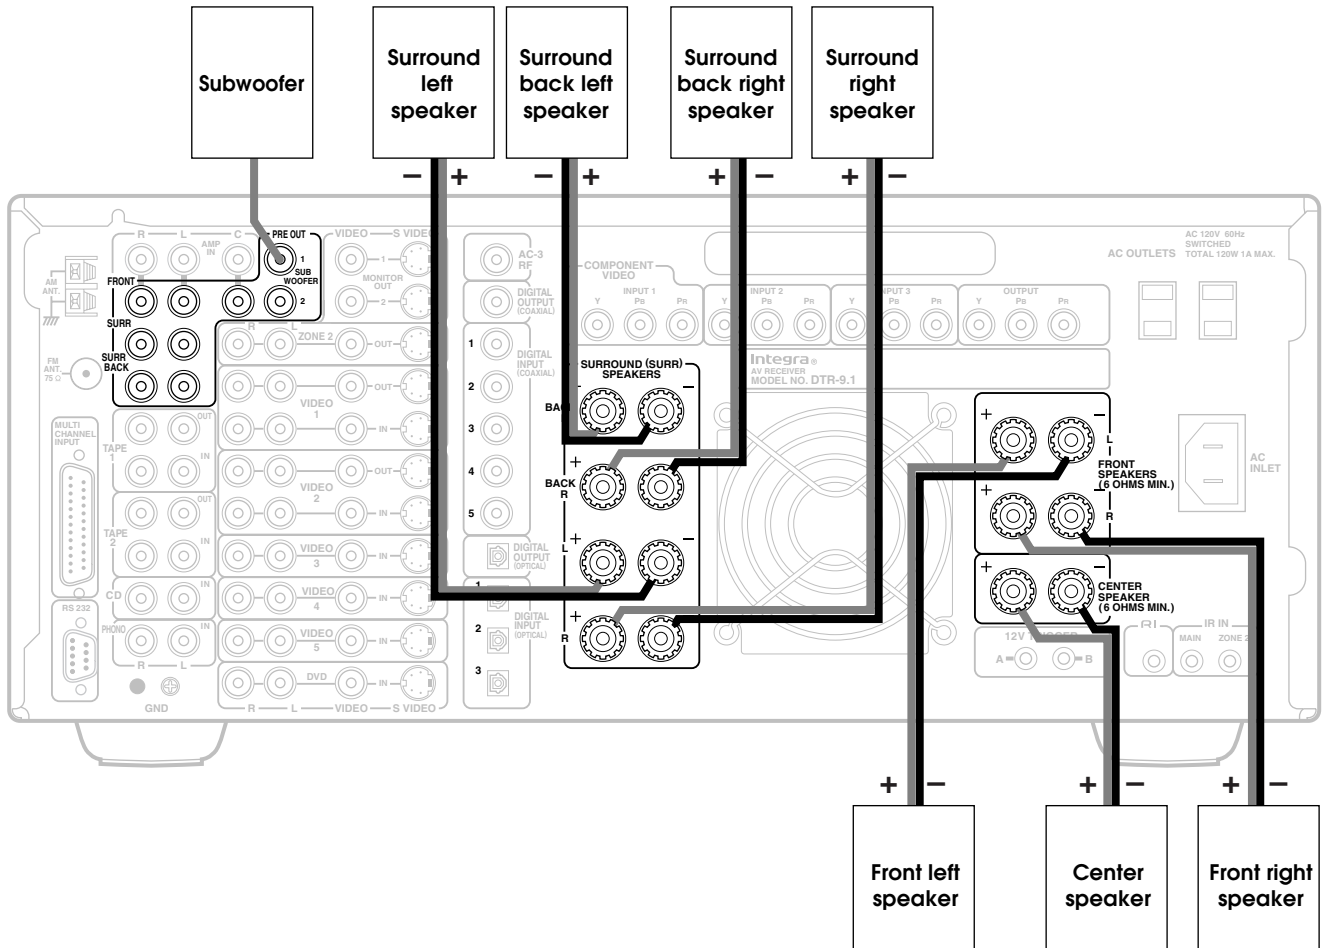 Subwoofer
Surround
left
speaker
Surround
back left
speaker
Surround
back right
speaker
Surround
right
speaker
− +
− +
+ −
+ −
R L C PRE OUT
AMP
IN
1
SUB
WOOFER
2
FRONT
SURR
SURR
BACK
AM
ANT.
FM
ANT.
75 Ω
VIDEO S VIDEO
1
MONITOR
OUT
2
R L
ZONE 2 OUT
OUT
VIDEO
1
IN
OUT
VIDEO
2
IN
VIDEO
3
IN
VIDEO
4
IN
VIDEO
5
IN
DVD IN
R L VIDEO S VIDEO
MULTI
CHANNEL
INPUT
RS 232
OUT
TAPE
1
IN
OUT
TAPE
2
IN
CD
IN
PHONO
IN
R L
GND
AC-3
RF
DIGITAL
OUTPUT
(COAXIAL)
1
DIGITAL
INPUT
(COAXIAL)
2
3
4
5
DIGITAL
OUTPUT
(OPTICAL)
1
DIGITAL
INPUT
(OPTICAL)
2
3
COMPONENT
VIDEO
INPUT 1
Y PB PR
INPUT 2
Y PB PR
INPUT 3
Y PB PR
OUTPUT
Y PB PR
AC OUTLETS
AC 120V 60Hz
SWITCHED
TOTAL 120W 1A MAX.
Integra®
AV RECEIVER
MODEL NO. DTR-9.1
SURROUND (SURR)
SPEAKERS
−
BACK
+
BACK
R
+ −
L
+
R
+ −
L
FRONT
SPEAKERS
(6 OHMS MIN.)
+
R
+ −
CENTER
SPEAKER
(6 OHMS MIN.)
AC
INLET
12V TRIGGER
A B
RI
IR IN
MAIN ZONE 2
+ −
+ −
+ −
Front left
speaker
Center
speaker
Front right
speaker